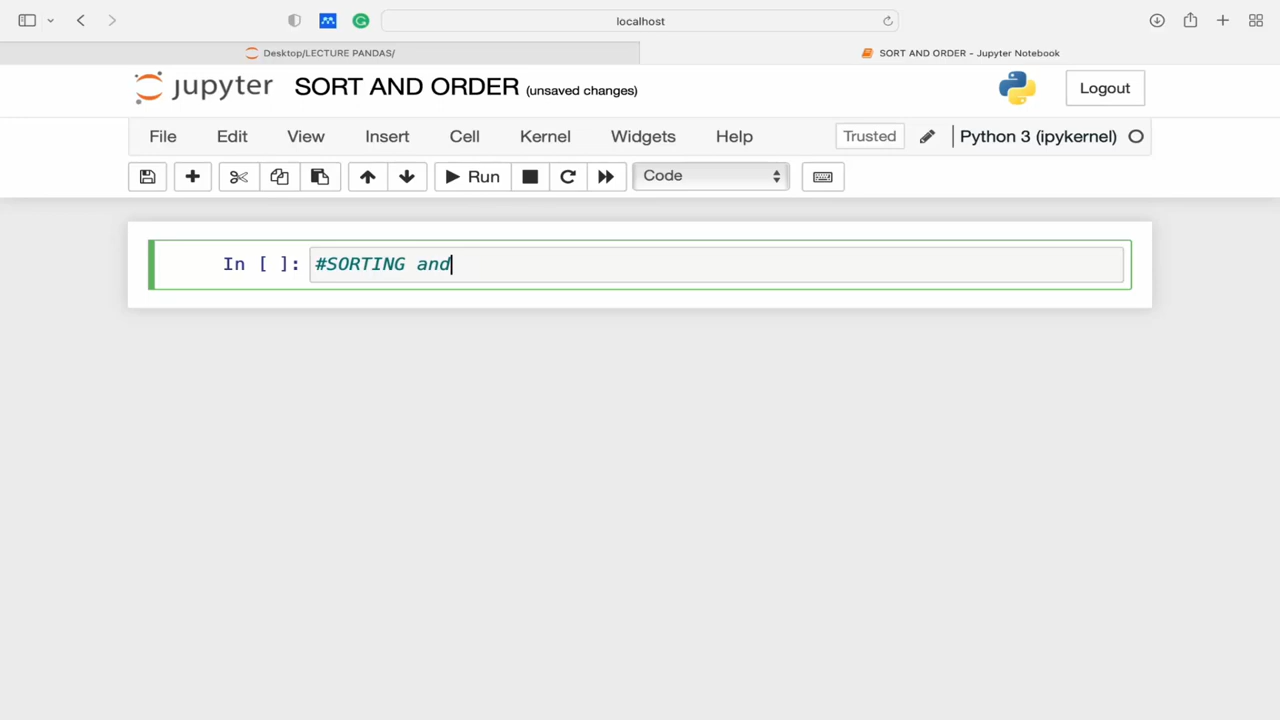 localhost
Desktop/LECTURE PANDAS/
SORT AND ORDER - Jupyter Notebook
jupyter SORT AND ORDER (unsaved changes)
Logout
File Edit View Insert Cell Kernel Widgets Help Trusted Python 3 (ipykernel)
Run Code
In [ ]: #SORTING and